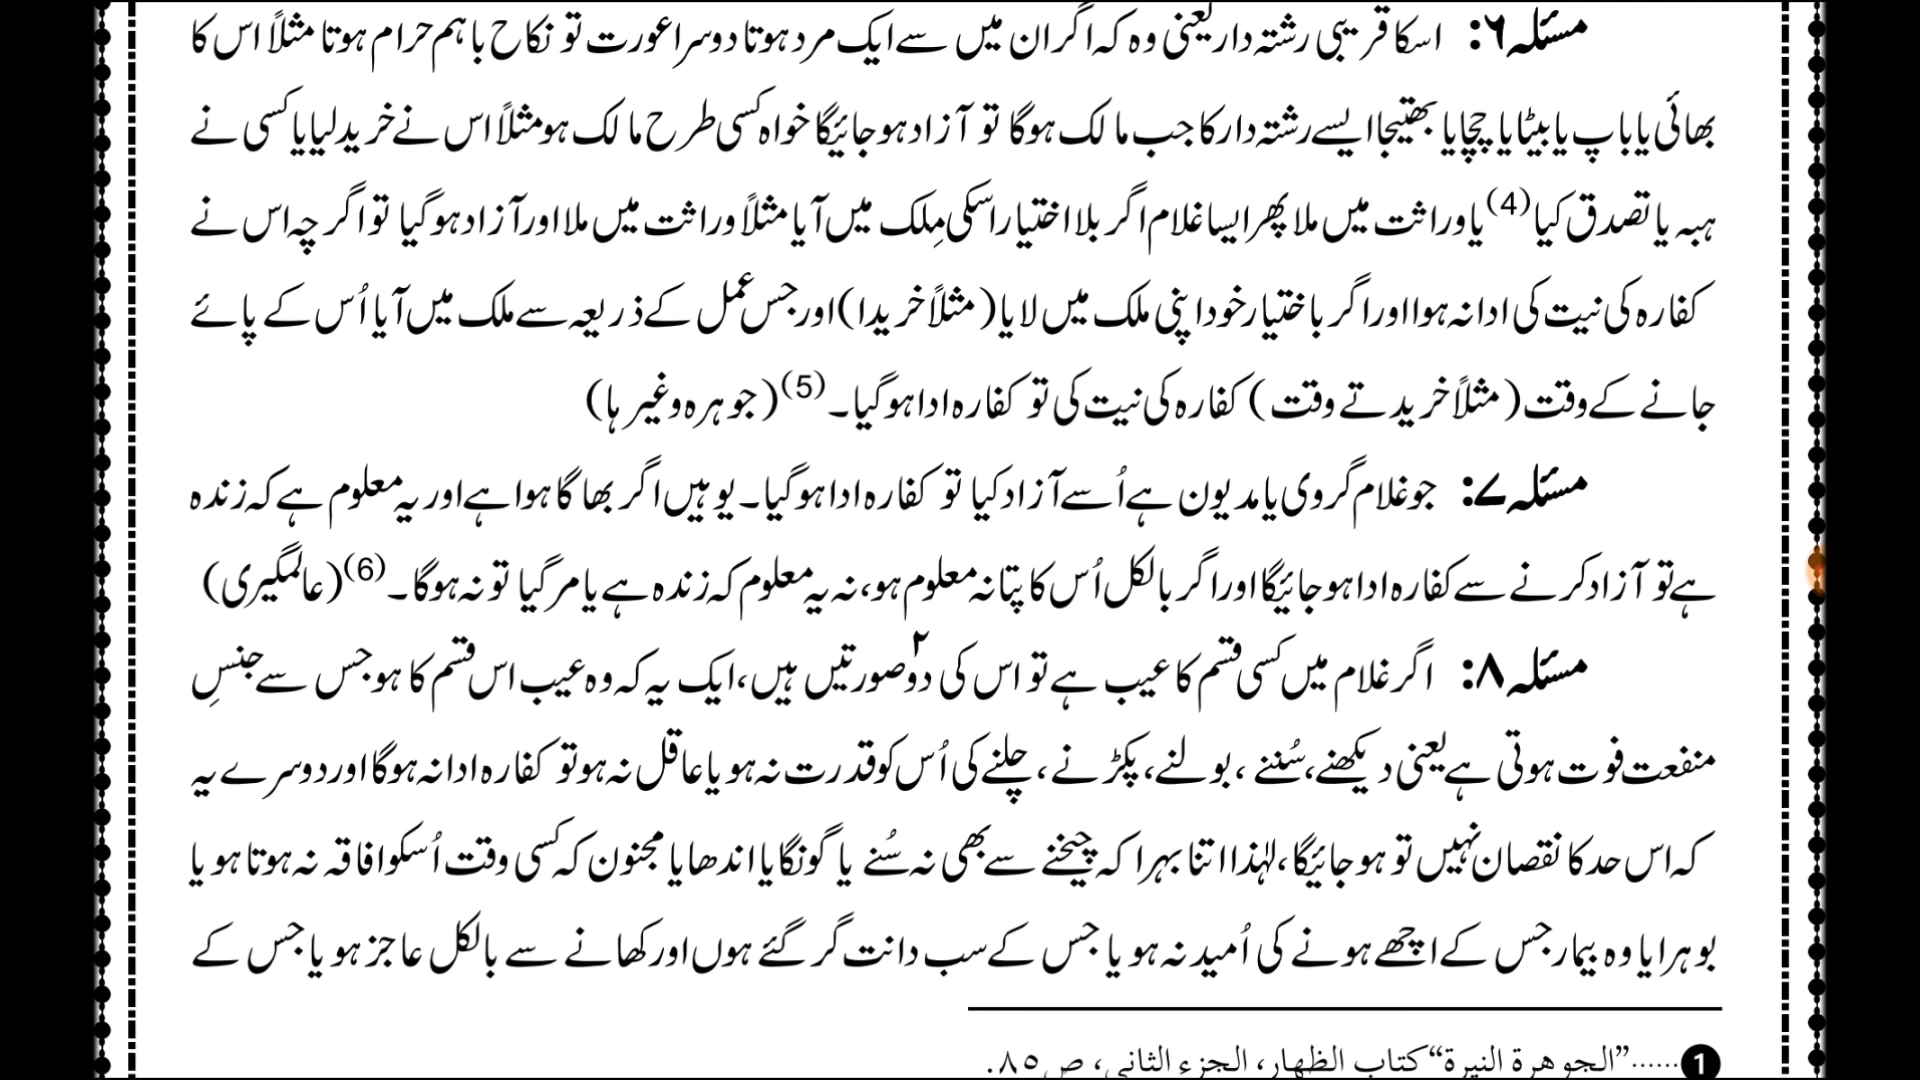 مسئلہ ۶: اسکا قریبی رشتہ دار یعنی وہ کہ اگر ان میں سے ایک مرد ہوتا دوسرا عورت تو نکاح باہم حرام ہوتا مثلاً اس کا
بھائی یا باپ یا بیٹا یا چچا یا بھتیجا ایسے رشتہ دار کا جب مالک ہوگا تو آزاد ہو جائیگا خواہ کسی طرح مالک ہو مثلاً اس نے خرید لیا یا کسی نے
ہبہ یا تصدق کیا(4) یا وراثت میں ملا پھر ایسا غلام اگر بلا اختیار اسکی مِلک میں آیا مثلاً وراثت میں ملا اور آزاد ہوگیا تو اگرچہ اس نے
کفارہ کی نیت کی ادا نہ ہوا اور اگر باختیار خود اپنی ملک میں لایا (مثلاً خریدا) اور جس عمل کے ذریعہ سے ملک میں آیا اُس کے پائے
جانے کے وقت (مثلاً خریدتے وقت) کفارہ کی نیت کی تو کفارہ ادا ہوگیا۔(5) (جوہرہ وغیرہا)
مسئلہ ۷: جو غلام گروی یا مدیون ہے اُسے آزاد کیا تو کفارہ ادا ہوگیا۔ یوہیں اگر بھاگا ہوا ہے اور یہ معلوم ہے کہ زندہ
ہے تو آزاد کرنے سے کفارہ ادا ہو جائیگا اور اگر بالکل اُس کا پتا نہ معلوم ہو، نہ یہ معلوم کہ زندہ ہے یا مر گیا تو نہ ہوگا۔(6) (عالمگیری)
مسئلہ ۸: اگر غلام میں کسی قسم کا عیب ہے تو اس کی دو۲ صورتیں ہیں، ایک یہ کہ وہ عیب اس قسم کا ہو جس سے جنسِ
منفعت فوت ہوتی ہے یعنی دیکھنے، سُننے، بولنے، پکڑنے، چلنے کی اُس کو قدرت نہ ہو یا عاقل نہ ہو تو کفارہ ادا نہ ہوگا اور دوسرے یہ
کہ اس حد کا نقصان نہیں تو ہو جائیگا، لہٰذا اتنا بہرا کہ چیخنے سے بھی نہ سُنے یا گونگا یا اندھا یا مجنون کہ کسی وقت اُسکو افاقہ نہ ہوتا ہو یا
بوہرا یا وہ بیمار جس کے اچھے ہونے کی اُمید نہ ہو یا جس کے سب دانت گر گئے ہوں اور کھانے سے بالکل عاجز ہو یا جس کے
1......”الجوهرة النيرة“ كتاب الظهار، الجزء الثانى، ص٨٥.